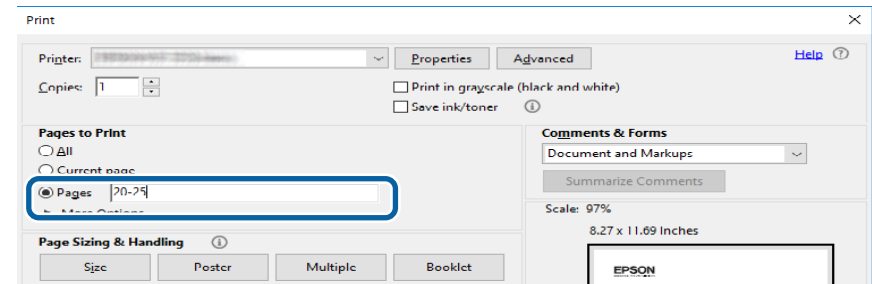 Print
Printer: Properties Advanced Help
Copies: 1 Print in grayscale (black and white)
Save ink/toner
Pages to Print
All
Current page
Pages 20-25
More Options
Comments & Forms
Document and Markups
Summarize Comments
Scale: 97%
8.27 x 11.69 Inches
Page Sizing & Handling
Size Poster Multiple Booklet
EPSON